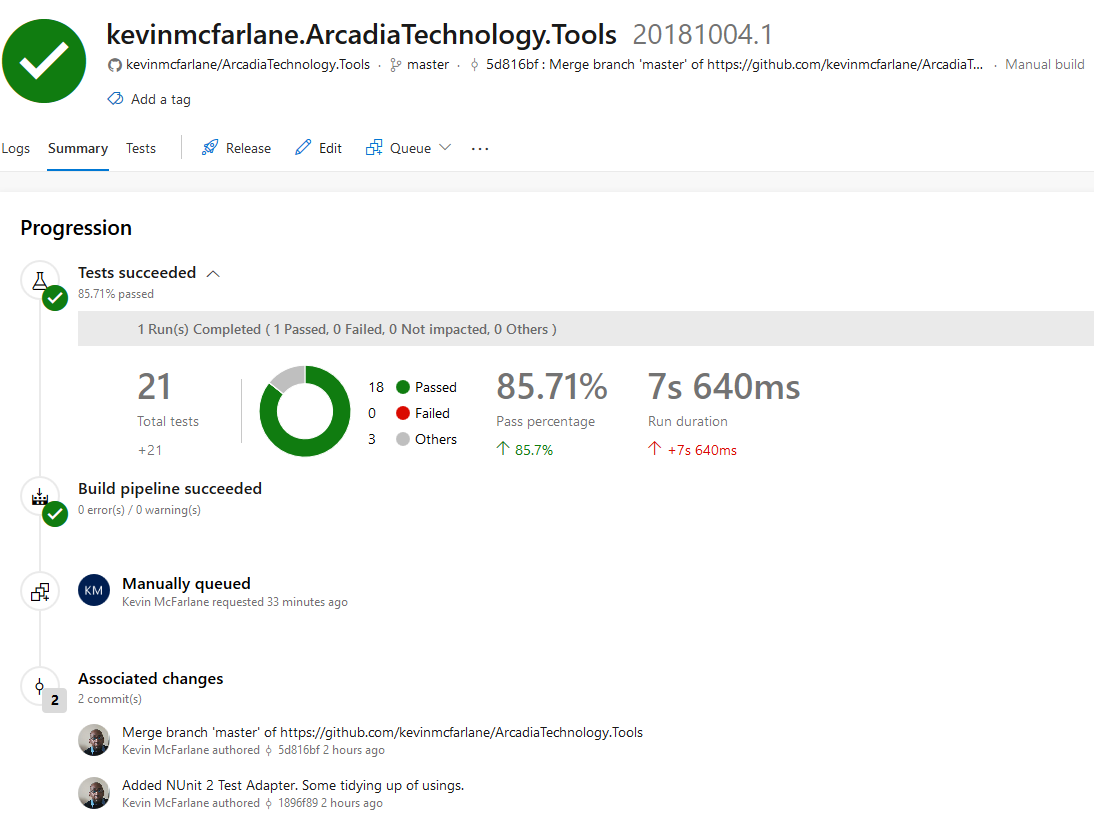 kevinmcfarlane.ArcadiaTechnology.Tools 20181004.1
kevinmcfarlane/ArcadiaTechnology.Tools · master · 5d816bf : Merge branch 'master' of https://github.com/kevinmcfarlane/ArcadiaT... · Manual build
Add a tag
Logs Summary Tests Release Edit Queue ...
Progression
Tests succeeded
85.71% passed
1 Run(s) Completed ( 1 Passed, 0 Failed, 0 Not impacted, 0 Others )
21
Total tests
+21
18 Passed
0 Failed
3 Others
85.71%
Pass percentage
85.7%
7s 640ms
Run duration
+7s 640ms
Build pipeline succeeded
0 error(s) / 0 warning(s)
KM
Manually queued
Kevin McFarlane requested 33 minutes ago
2
Associated changes
2 commit(s)
Merge branch 'master' of https://github.com/kevinmcfarlane/ArcadiaTechnology.Tools
Kevin McFarlane authored 5d816bf 2 hours ago
Added NUnit 2 Test Adapter. Some tidying up of usings.
Kevin McFarlane authored 1896f89 2 hours ago